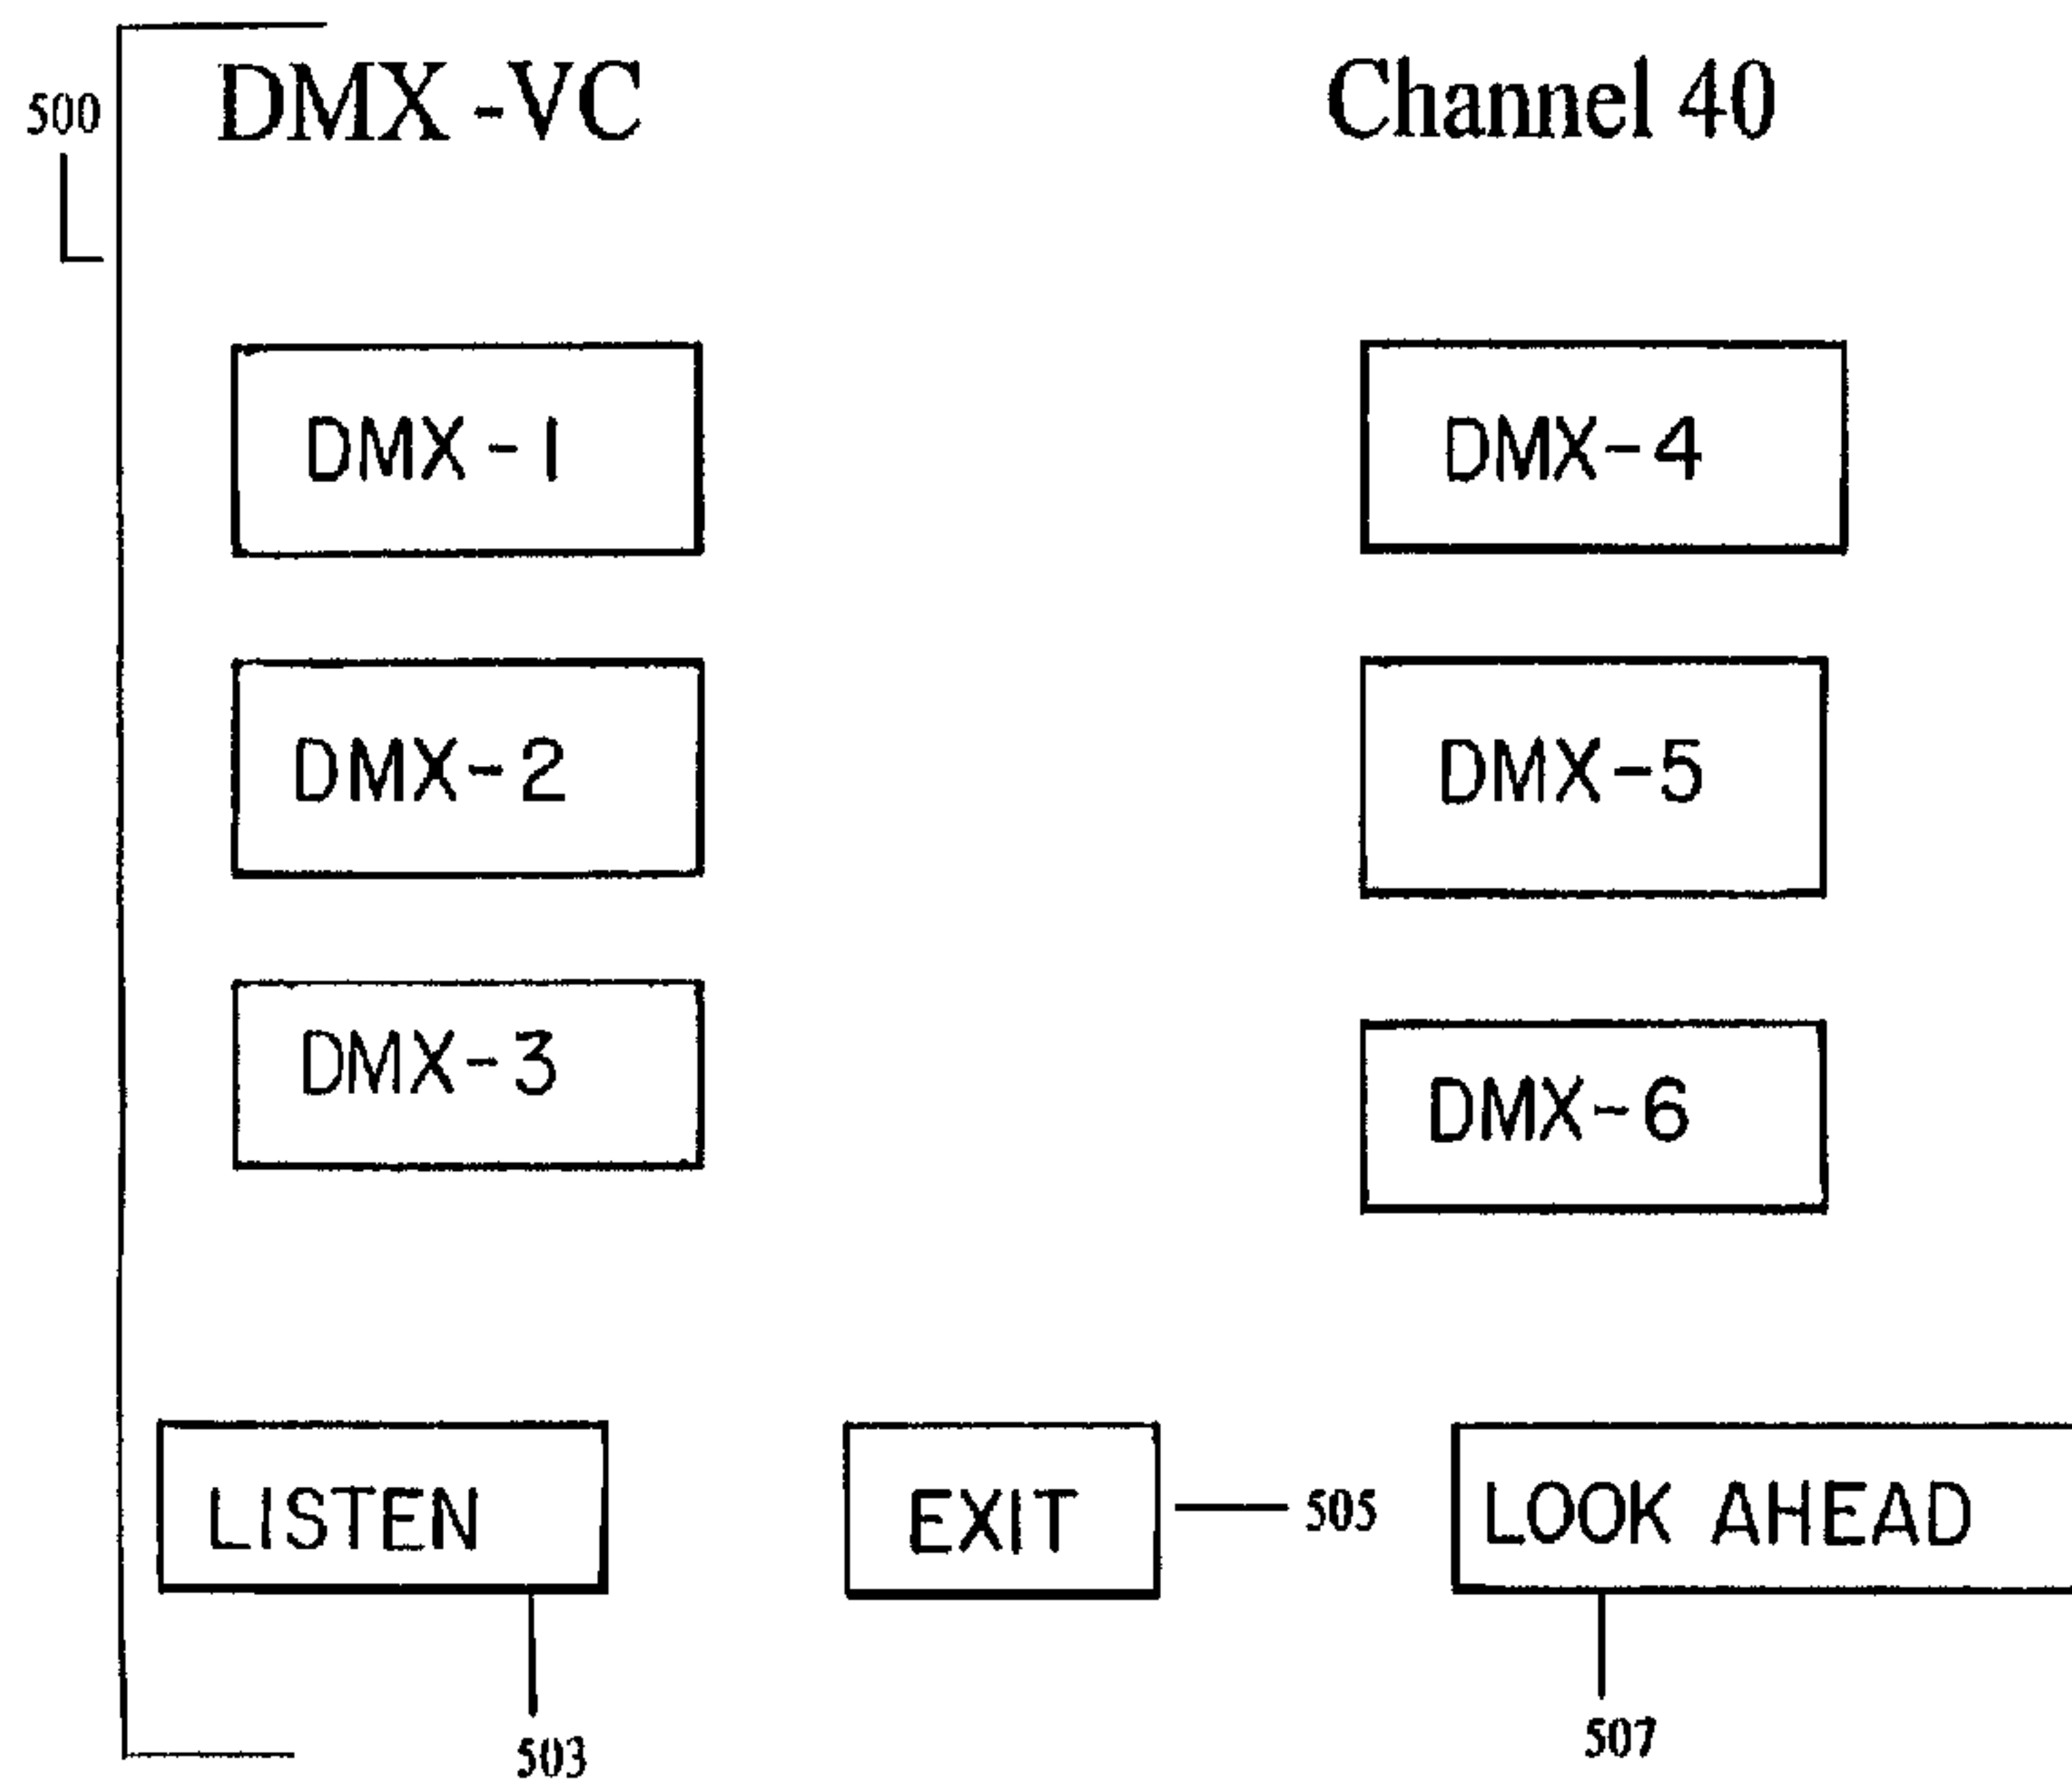 500
DMX-VC
Channel 40
DMX-1
DMX-4
DMX-2
DMX-5
DMX-3
DMX-6
LISTEN
EXIT
505
LOOK AHEAD
503
507